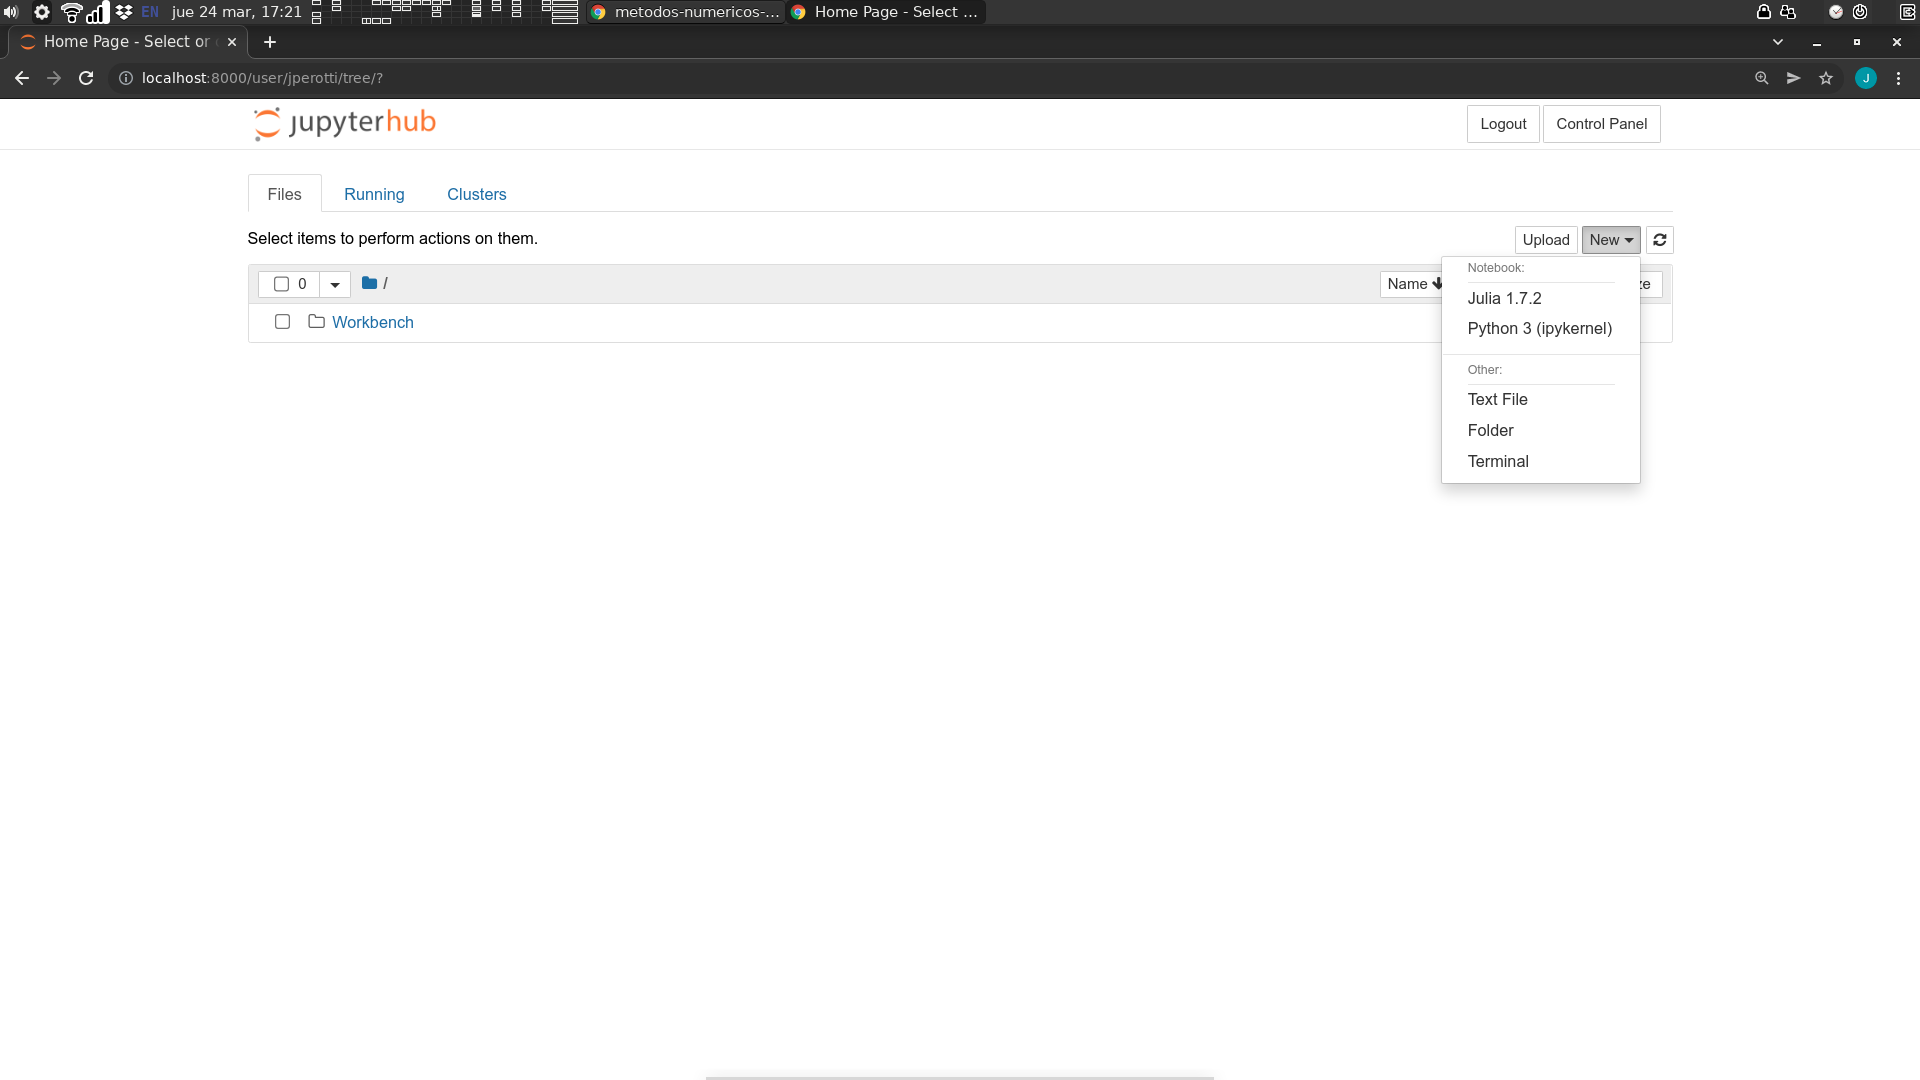 EN jue 24 mar, 17:21 metodos-numericos-... Home Page - Select ...
Home Page - Select or
localhost:8000/user/jperotti/tree/? J
jupyterhub Logout Control Panel
Files Running Clusters
Select items to perform actions on them. Upload New
0 / Name ze
Workbench
Notebook:
Julia 1.7.2
Python 3 (ipykernel)
Other:
Text File
Folder
Terminal